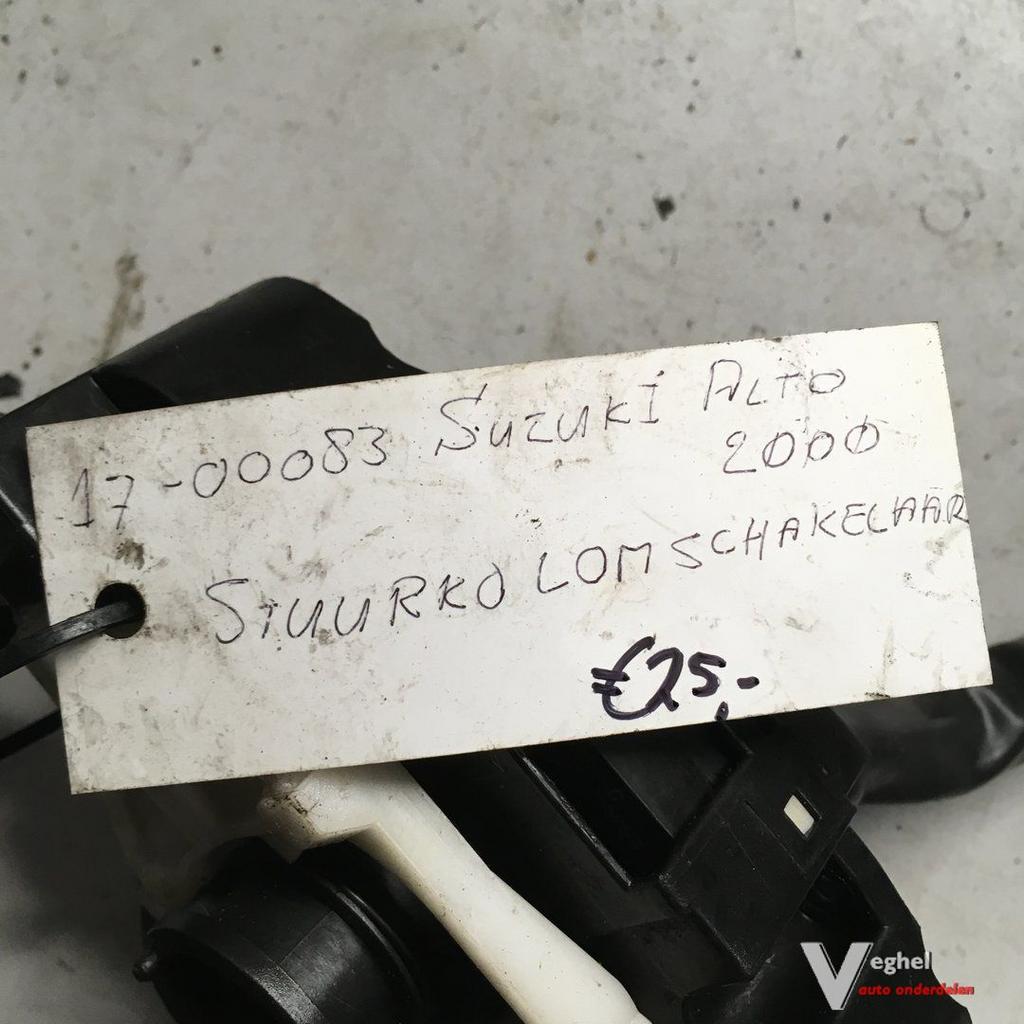 17-00083 SUZUKI ALTO
2000
STUURKOLOMSCHAKELAAR
€25,-
Veghel
auto onderdelen